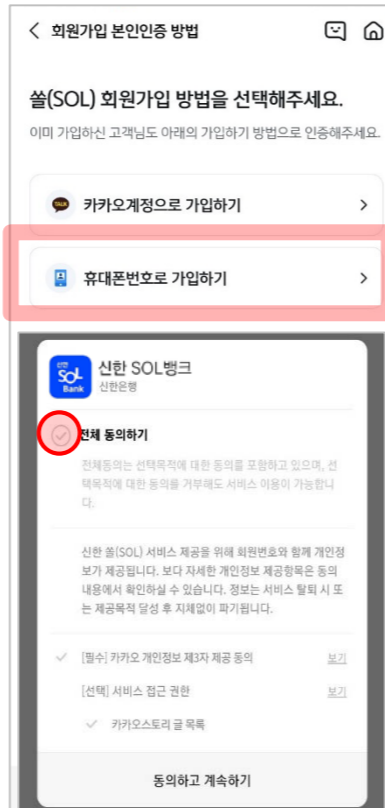 회원가입 본인인증 방법
쏠(SOL) 회원가입 방법을 선택해주세요.
이미 가입하신 고객님도 아래의 가입하기 방법으로 인증해주세요.
TALK
카카오계정으로 가입하기
휴대폰번호로 가입하기
신한
SOL
Bank
신한 SOL뱅크
신한은행
전체 동의하기
전체동의는 선택목적에 대한 동의를 포함하고 있으며, 선
택목적에 대한 동의를 거부해도 서비스 이용이 가능합니
다.
신한 쏠(SOL) 서비스 제공을 위해 회원번호와 함께 개인정
보가 제공됩니다. 보다 자세한 개인정보 제공항목은 동의
내용에서 확인하실 수 있습니다. 정보는 서비스 탈퇴 시 또
는 제공목적 달성 후 지체없이 파기됩니다.
[필수] 카카오 개인정보 제3자 제공 동의 보기
[선택] 서비스 접근 권한 보기
카카오스토리 글 목록
동의하고 계속하기